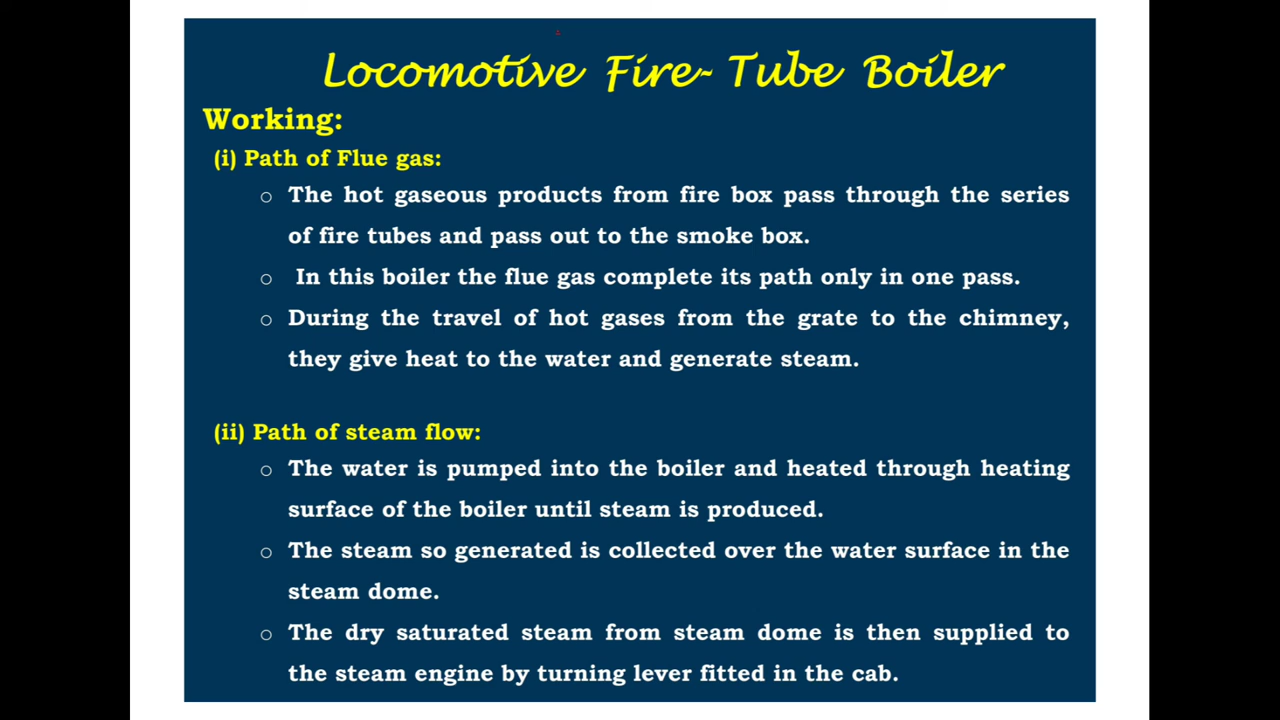 Locomotive Fire- Tube Boiler
Working:
(i) Path of Flue gas:
o The hot gaseous products from fire box pass through the series
of fire tubes and pass out to the smoke box.
o In this boiler the flue gas complete its path only in one pass.
o During the travel of hot gases from the grate to the chimney,
they give heat to the water and generate steam.
(ii) Path of steam flow:
o The water is pumped into the boiler and heated through heating
surface of the boiler until steam is produced.
o The steam so generated is collected over the water surface in the
steam dome.
o The dry saturated steam from steam dome is then supplied to
the steam engine by turning lever fitted in the cab.